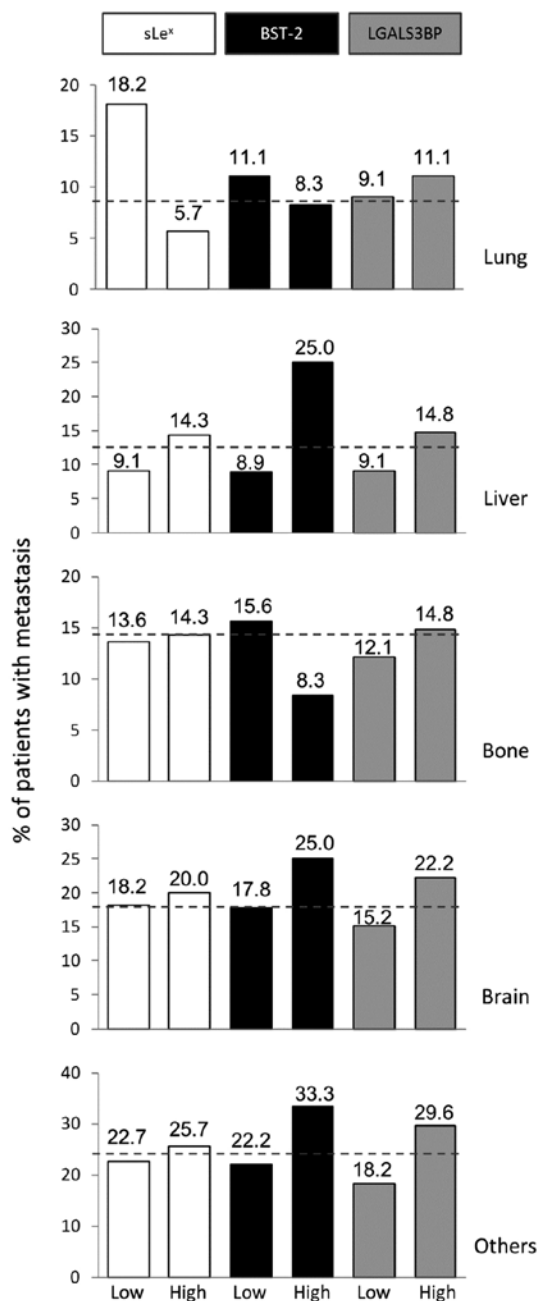 sLeˣ BST-2 LGALS3BP
% of patients with metastasis
20
15
10
5
0
18.2 5.7 11.1 8.3 9.1 11.1
Lung
30
25
20
15
10
5
0
9.1 14.3 8.9 25.0 9.1 14.8
Liver
20
15
10
5
0
13.6 14.3 15.6 8.3 12.1 14.8
Bone
30
25
20
15
10
5
0
18.2 20.0 17.8 25.0 15.2 22.2
Brain
40
30
20
10
0
22.7 25.7 22.2 33.3 18.2 29.6
Others
Low High Low High Low High